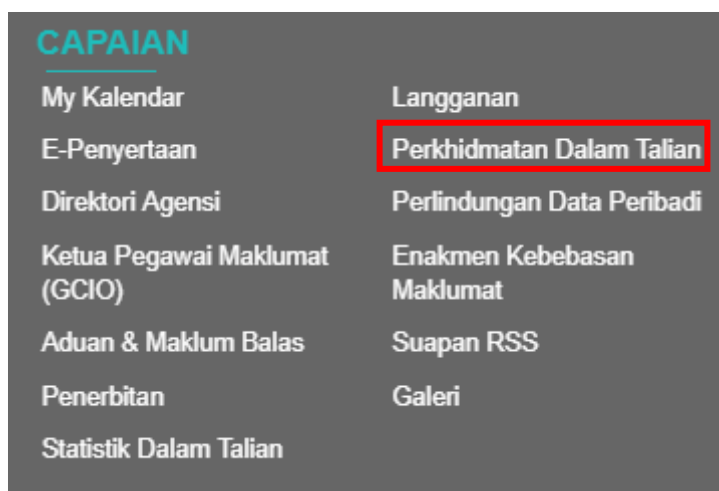 CAPAIAN
My Kalendar
Langganan
E-Penyertaan
Perkhidmatan Dalam Talian
Direktori Agensi
Perlindungan Data Peribadi
Ketua Pegawai Maklumat
(GCIO)
Enakmen Kebebasan
Maklumat
Aduan & Maklum Balas
Suapan RSS
Penerbitan
Galeri
Statistik Dalam Talian